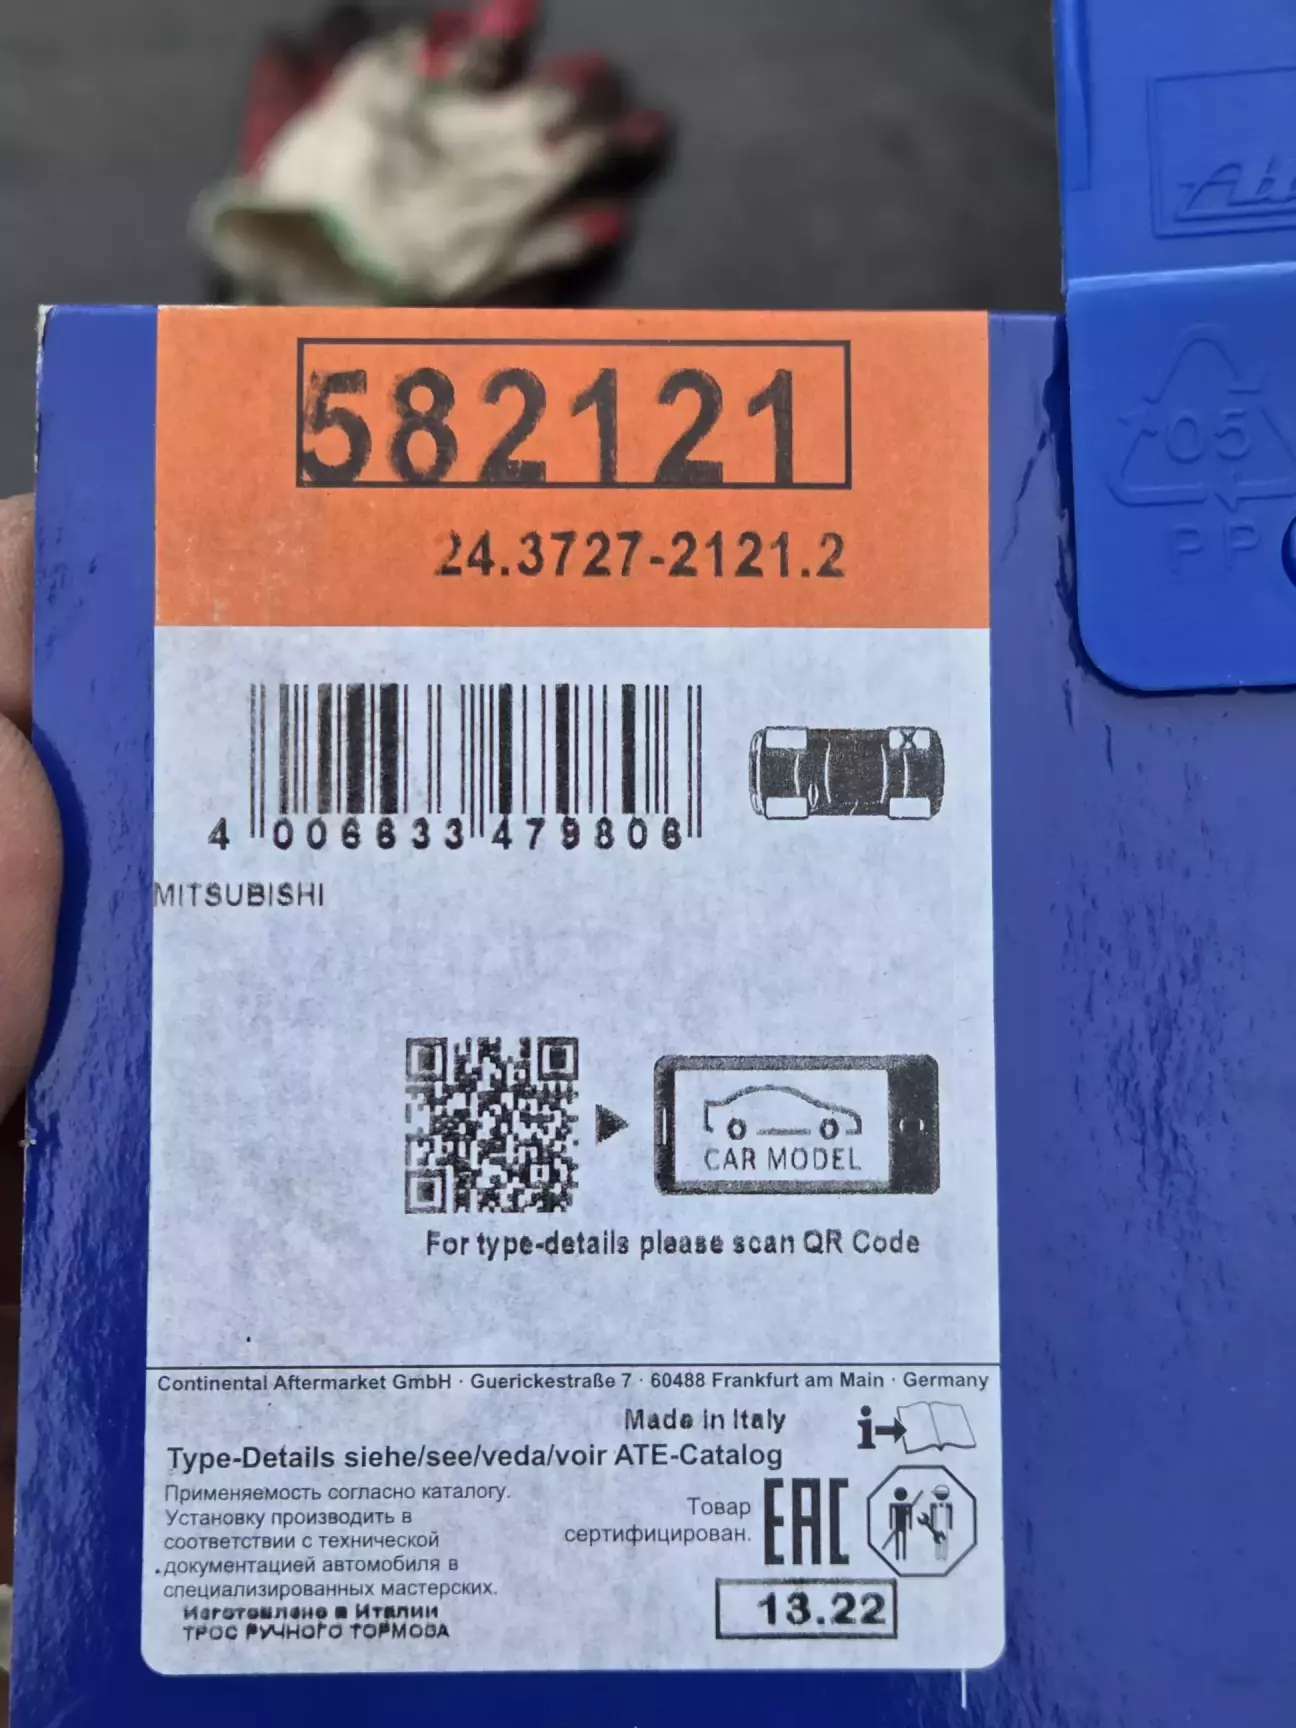 Ate
05
PP
582121
24.3727-2121.2
X
4 006633 479806
MITSUBISHI
CAR MODEL
For type-details please scan QR Code
Continental Aftermarket GmbH · Guerickestraße 7 · 60488 Frankfurt am Main · Germany
Made in Italy
i
Type-Details siehe/see/veda/voir ATE-Catalog
Применяемость согласно каталогу.
Установку производить в
соответствии с технической
документацией автомобиля в
специализированных мастерских.
Изготовлено в Италии
ТРОС РУЧНОГО ТОРМОЗА
Товар
сертифицирован.
EAC
13.22